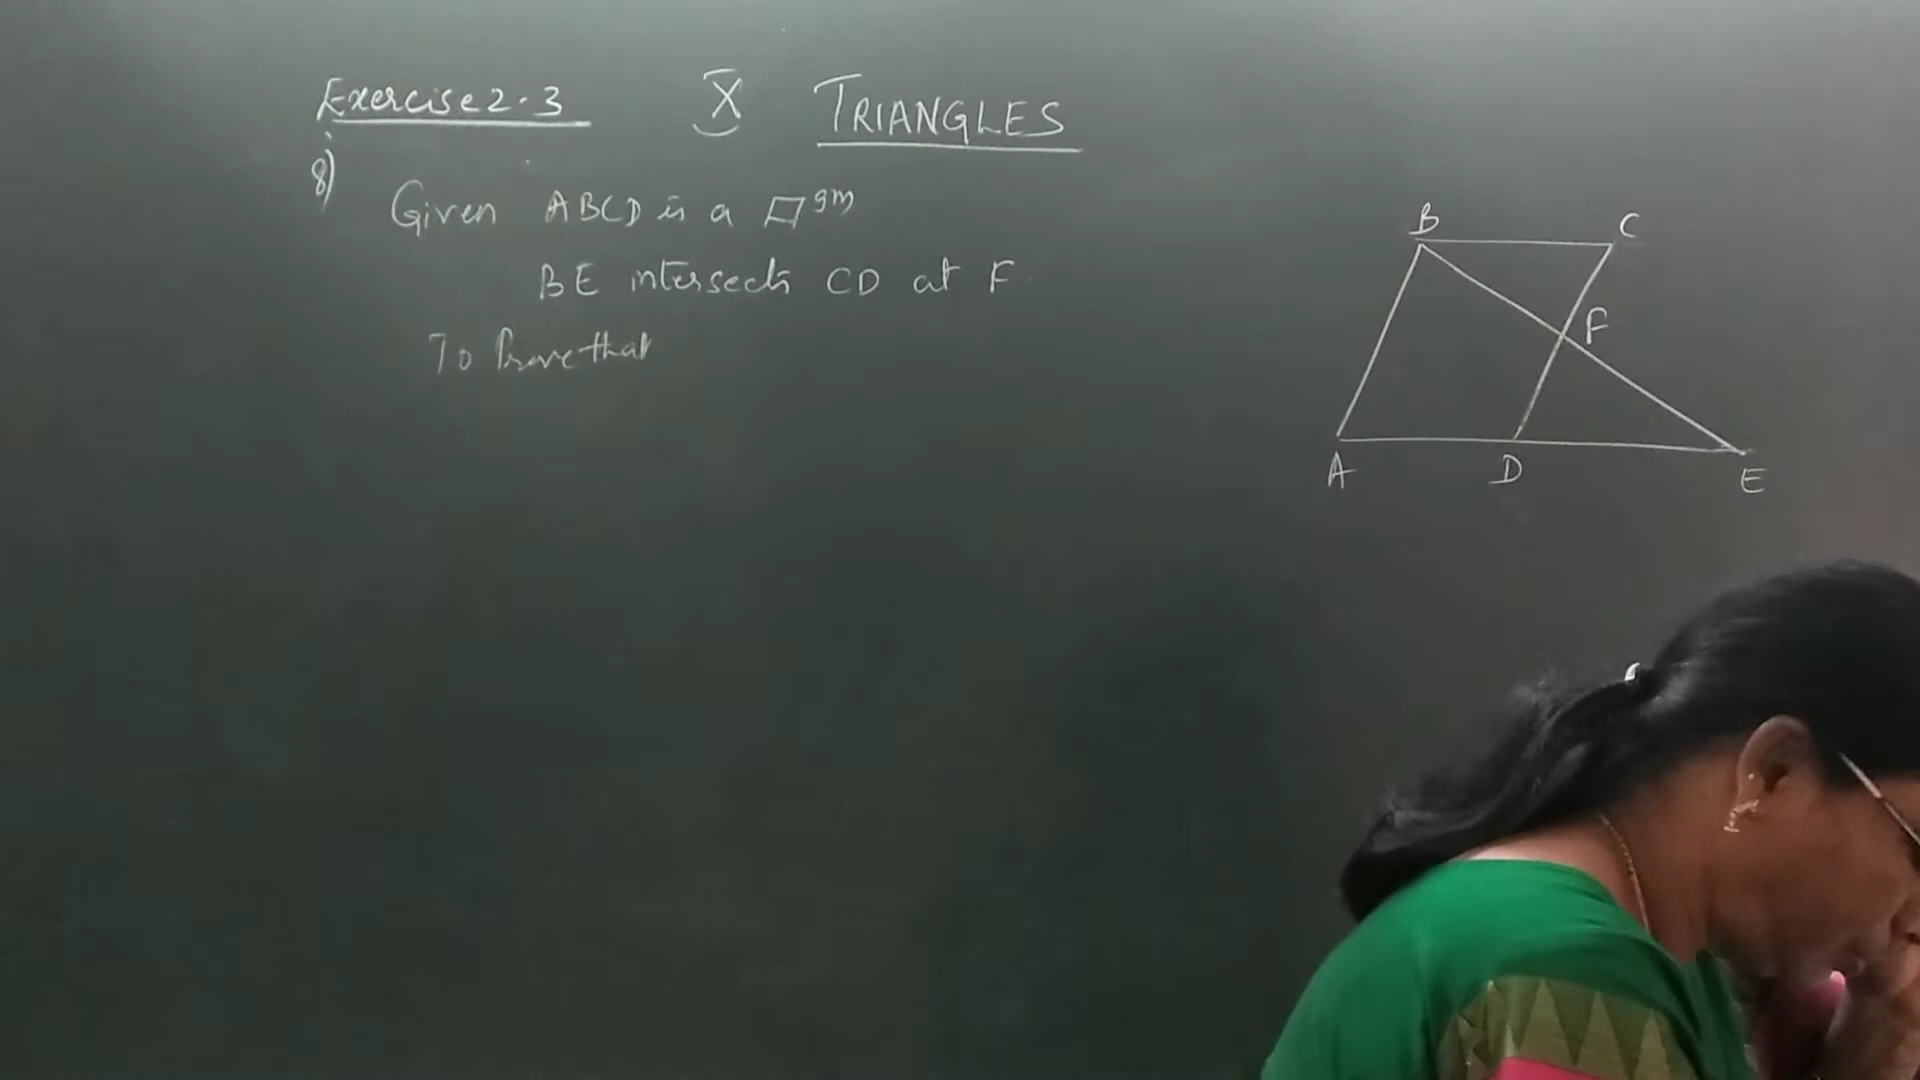 Exercise 2.3 X TRIANGLES
8)
Given ABCD is a ▱gm
BE intersects CD at F
To Prove that
B C
F
A D E